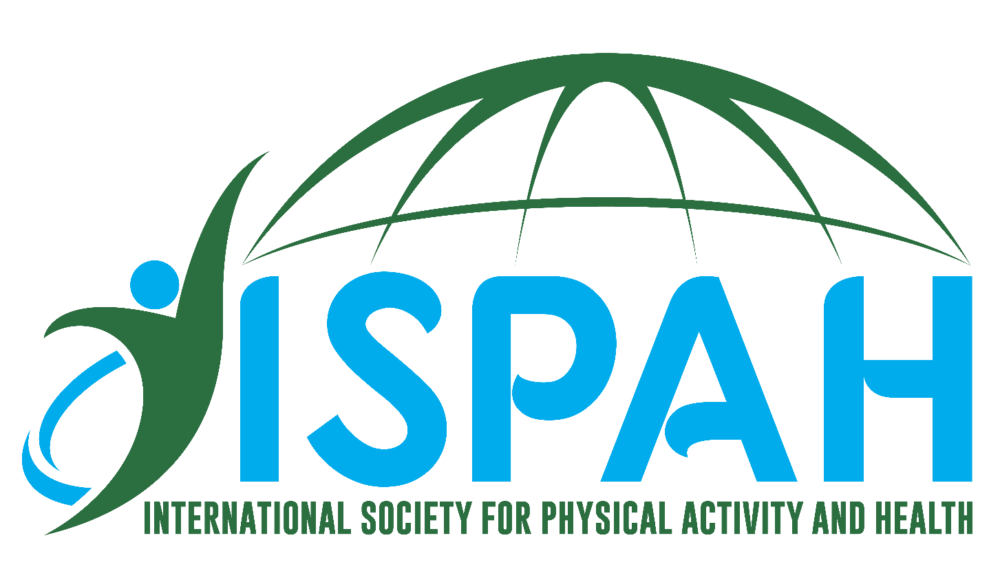 ISPAH
INTERNATIONAL SOCIETY FOR PHYSICAL ACTIVITY AND HEALTH